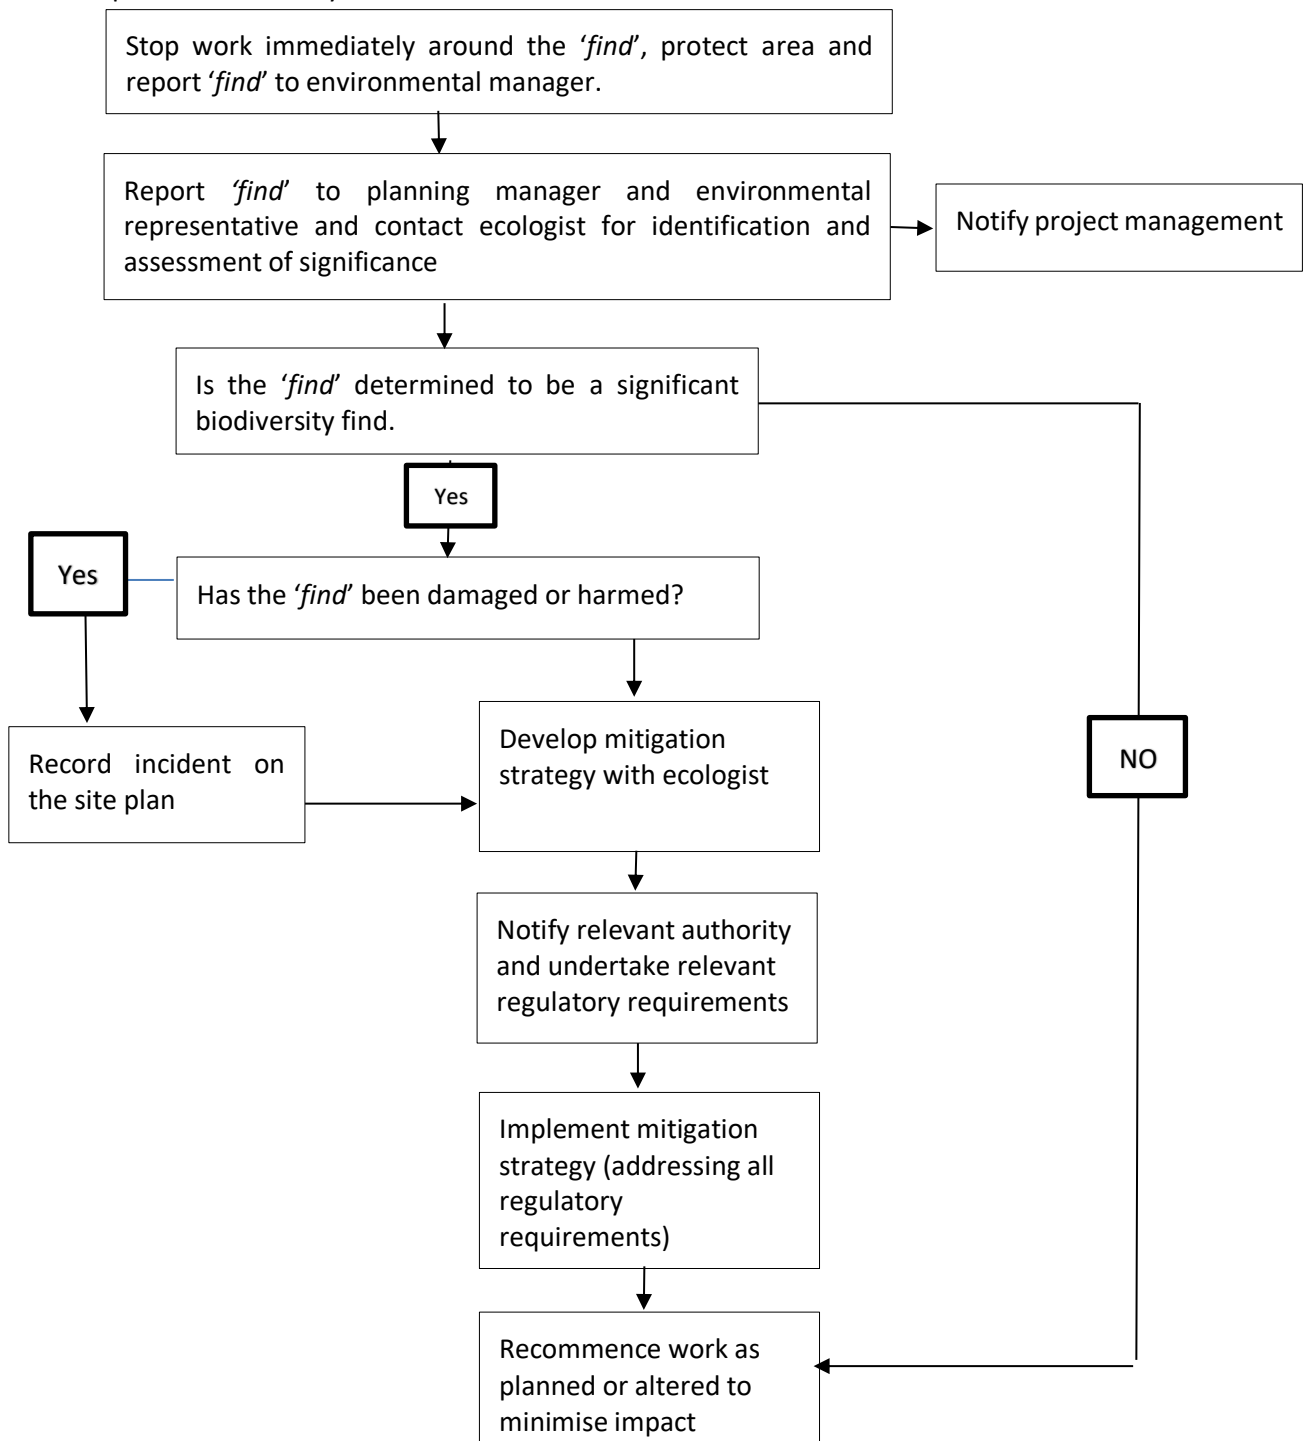 Stop work immediately around the ‘find’, protect area and
report ‘find’ to environmental manager.
Report ‘find’ to planning manager and environmental
representative and contact ecologist for identification and
assessment of significance
Notify project management
Is the ‘find’ determined to be a significant
biodiversity find.
Yes
Yes
Has the ‘find’ been damaged or harmed?
Record incident on
the site plan
Develop mitigation
strategy with ecologist
NO
Notify relevant authority
and undertake relevant
regulatory requirements
Implement mitigation
strategy (addressing all
regulatory
requirements)
Recommence work as
planned or altered to
minimise impact